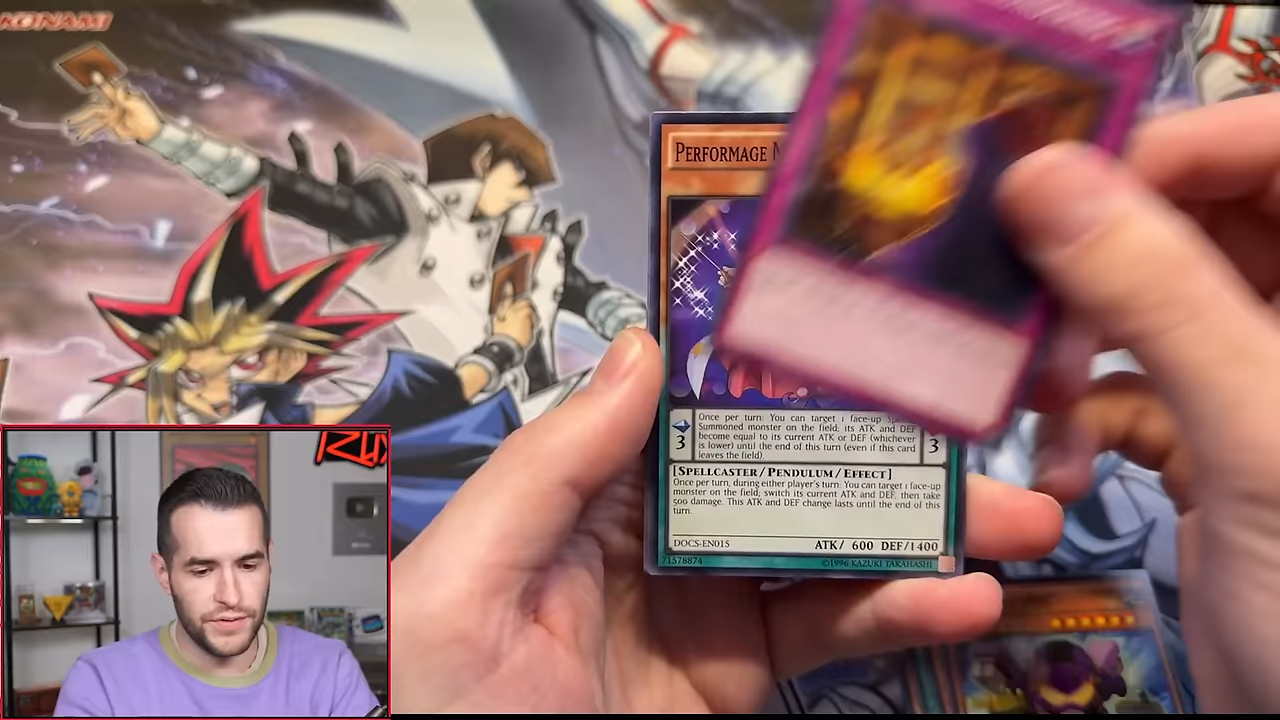 KONAMI
PERFORMAGE
Once per turn: You can target 1 face-up
Summoned monster on the field; its ATK and DEF
become equal to its current ATK or DEF (whichever
is lower) until the end of this turn (even if this card
leaves the field).
3
3
[SPELLCASTER/PENDULUM/EFFECT]
Once per turn, during either player's turn: You can target 1 face-up
monster on the field; switch its current ATK and DEF, then take
500 damage. This ATK and DEF change lasts until the end of this
turn.
DOCS-EN015
ATK/ 600 DEF/1400
71578874
©1996 KAZUKI TAKAHASHI